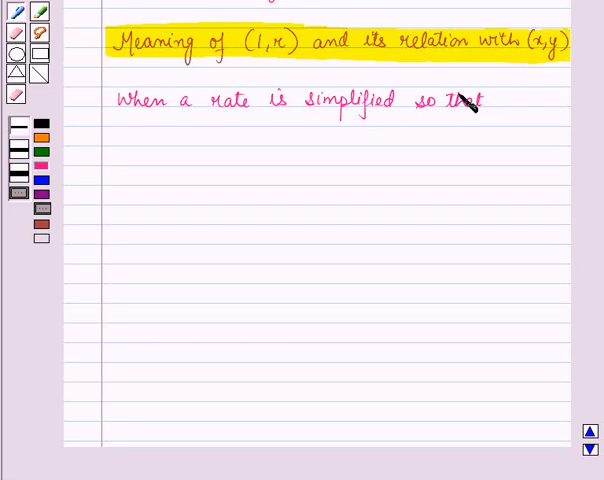 Meaning of (1,r) and its relation with (x,y)
When a rate is simplified so that